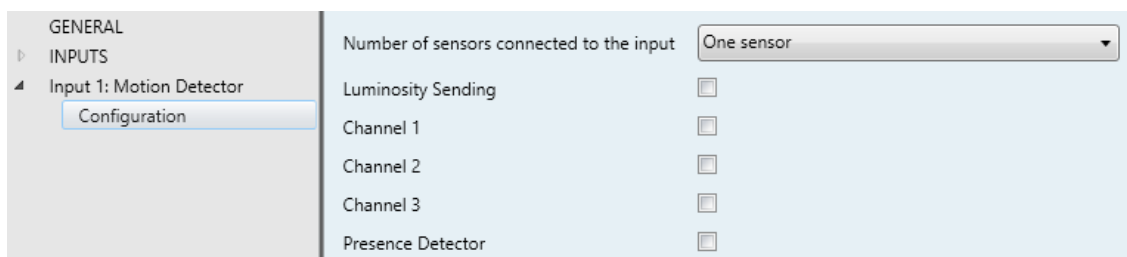 GENERAL
INPUTS
Input 1: Motion Detector
Configuration
Number of sensors connected to the input One sensor
Luminosity Sending
Channel 1
Channel 2
Channel 3
Presence Detector